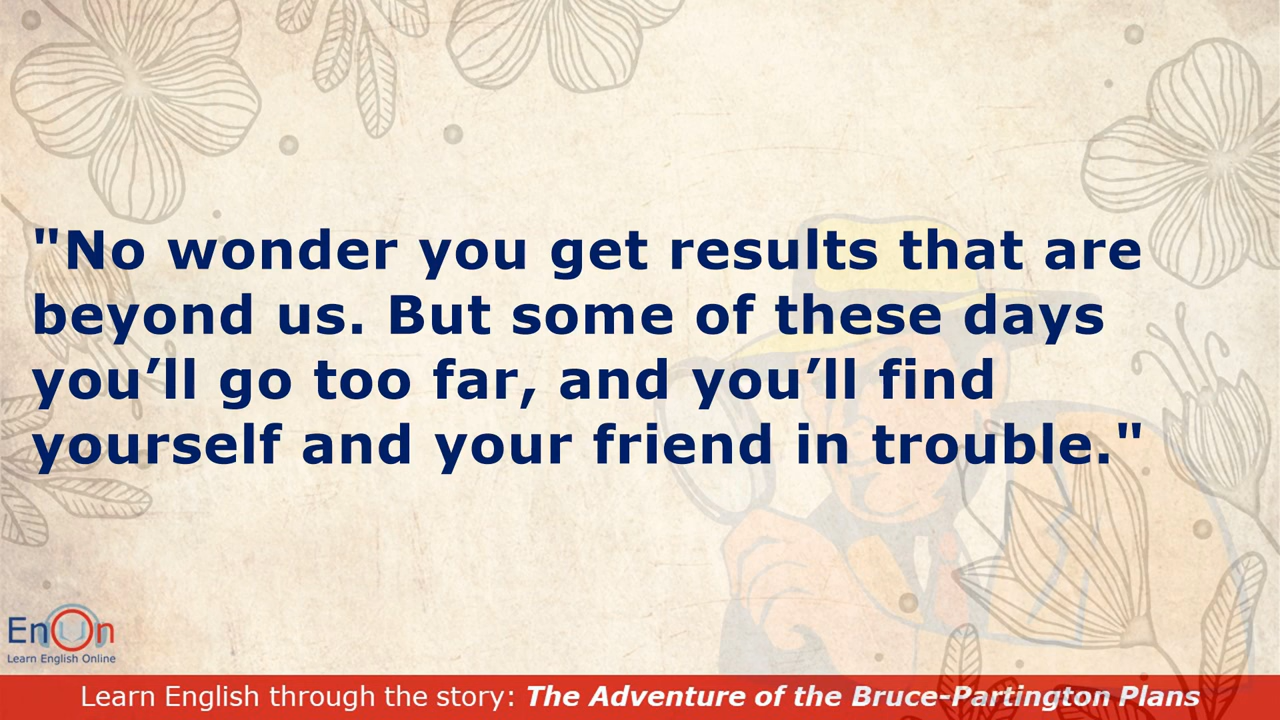 "No wonder you get results that are
beyond us. But some of these days
you’ll go too far, and you’ll find
yourself and your friend in trouble."
EnOn
Learn English Online
Learn English through the story: The Adventure of the Bruce-Partington Plans